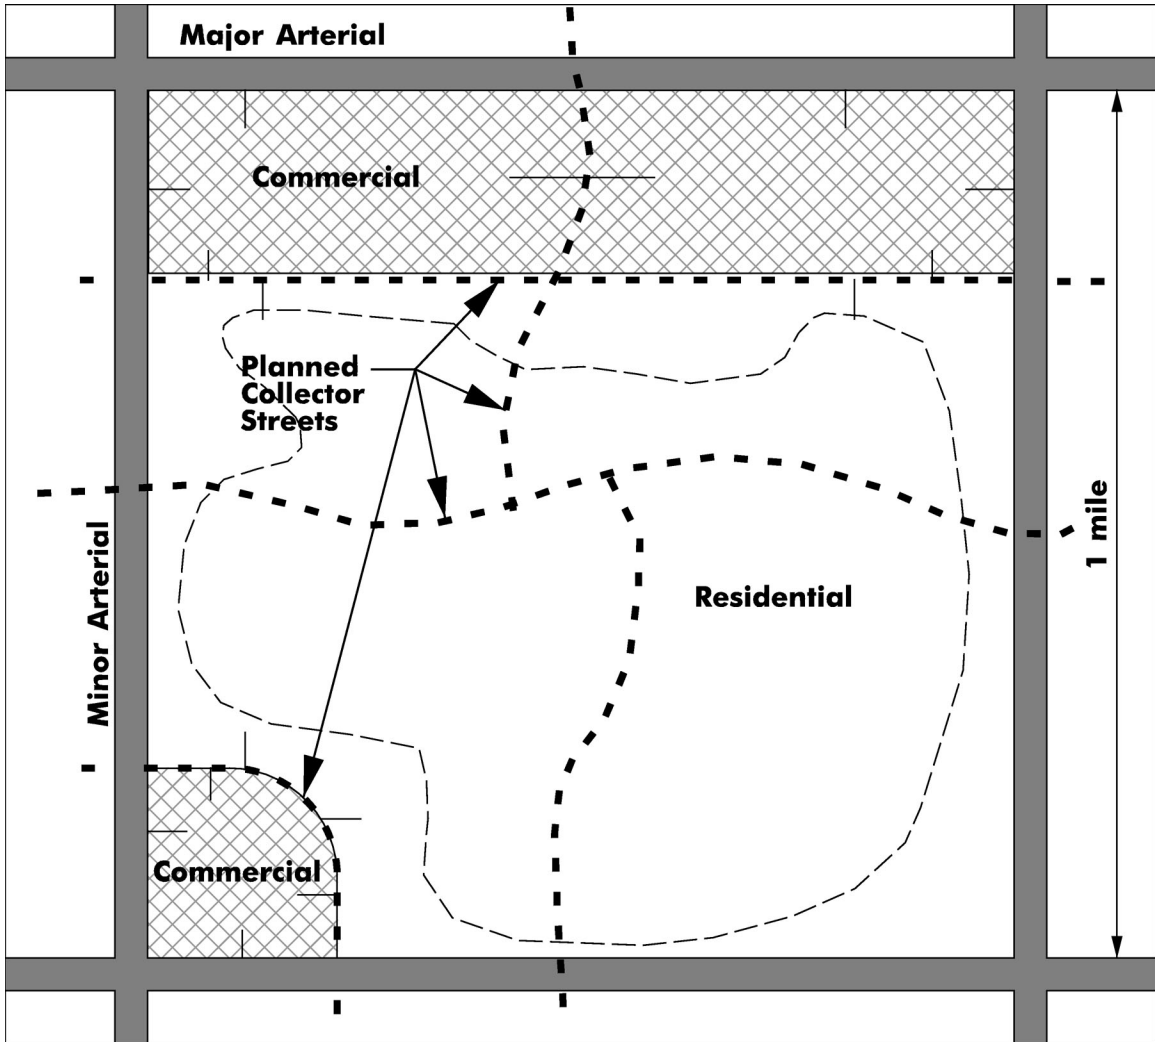 Major Arterial
Commercial
Planned
Collector
Streets
1 mile
Minor Arterial
Residential
Commercial